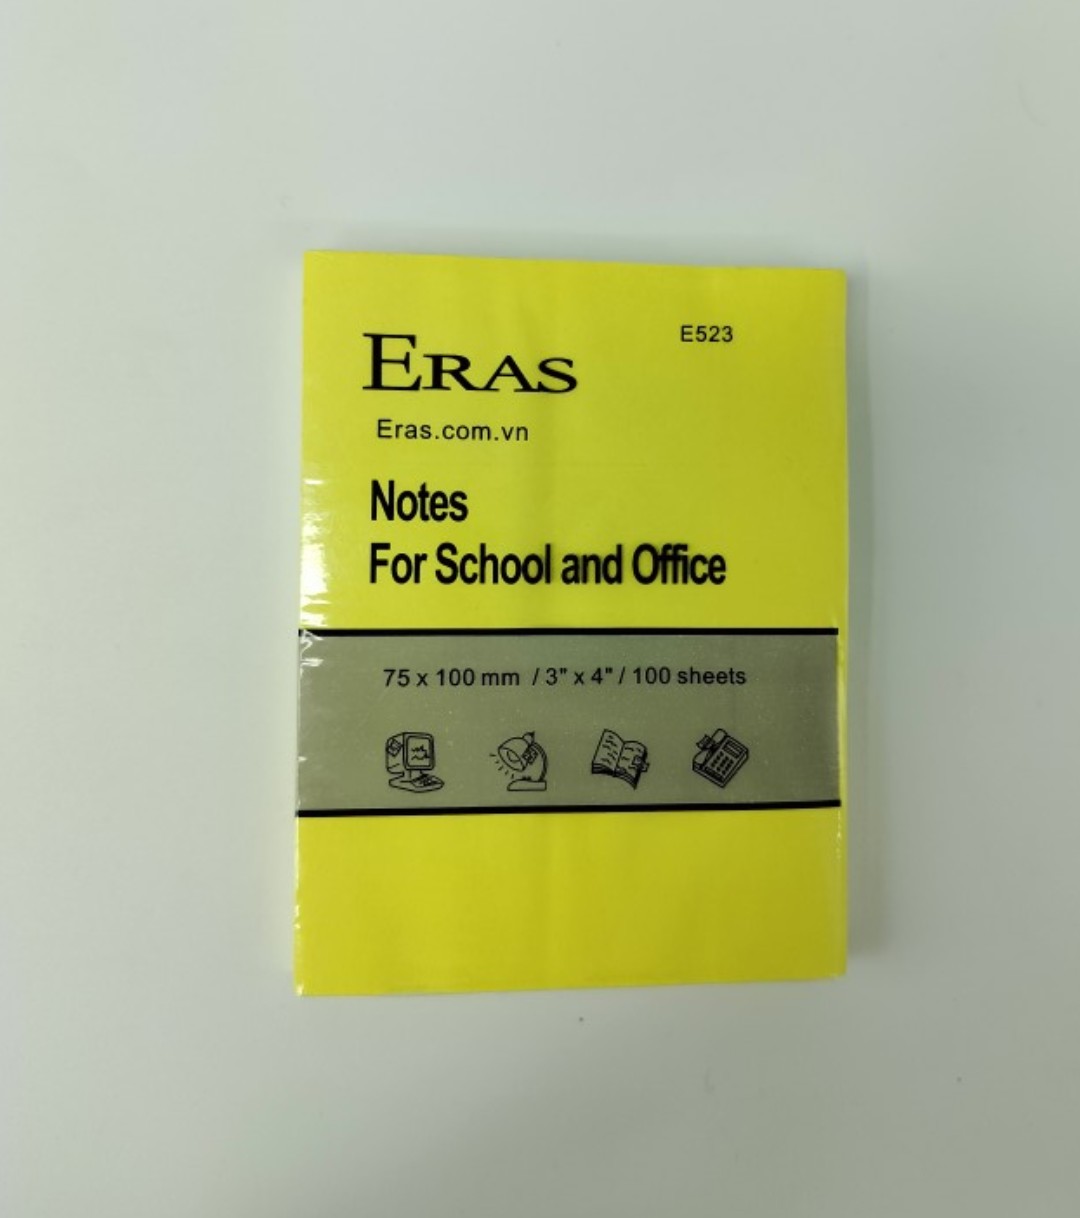 ERAS
E523
Eras.com.vn
Notes
For School and Office
75 x 100 mm / 3" x 4" / 100 sheets